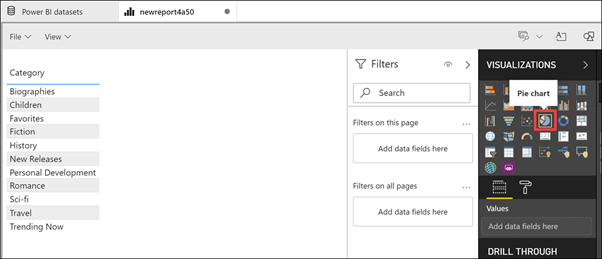 Power BI datasets
newreport4a50
File
View
Category
Biographies
Children
Favorites
Fiction
History
New Releases
Personal Development
Romance
Sci-fi
Travel
Trending Now
Filters
Search
Filters on this page
...
Add data fields here
Filters on all pages
...
Add data fields here
VISUALIZATIONS
Pie chart
Values
Add data fields here
DRILL THROUGH